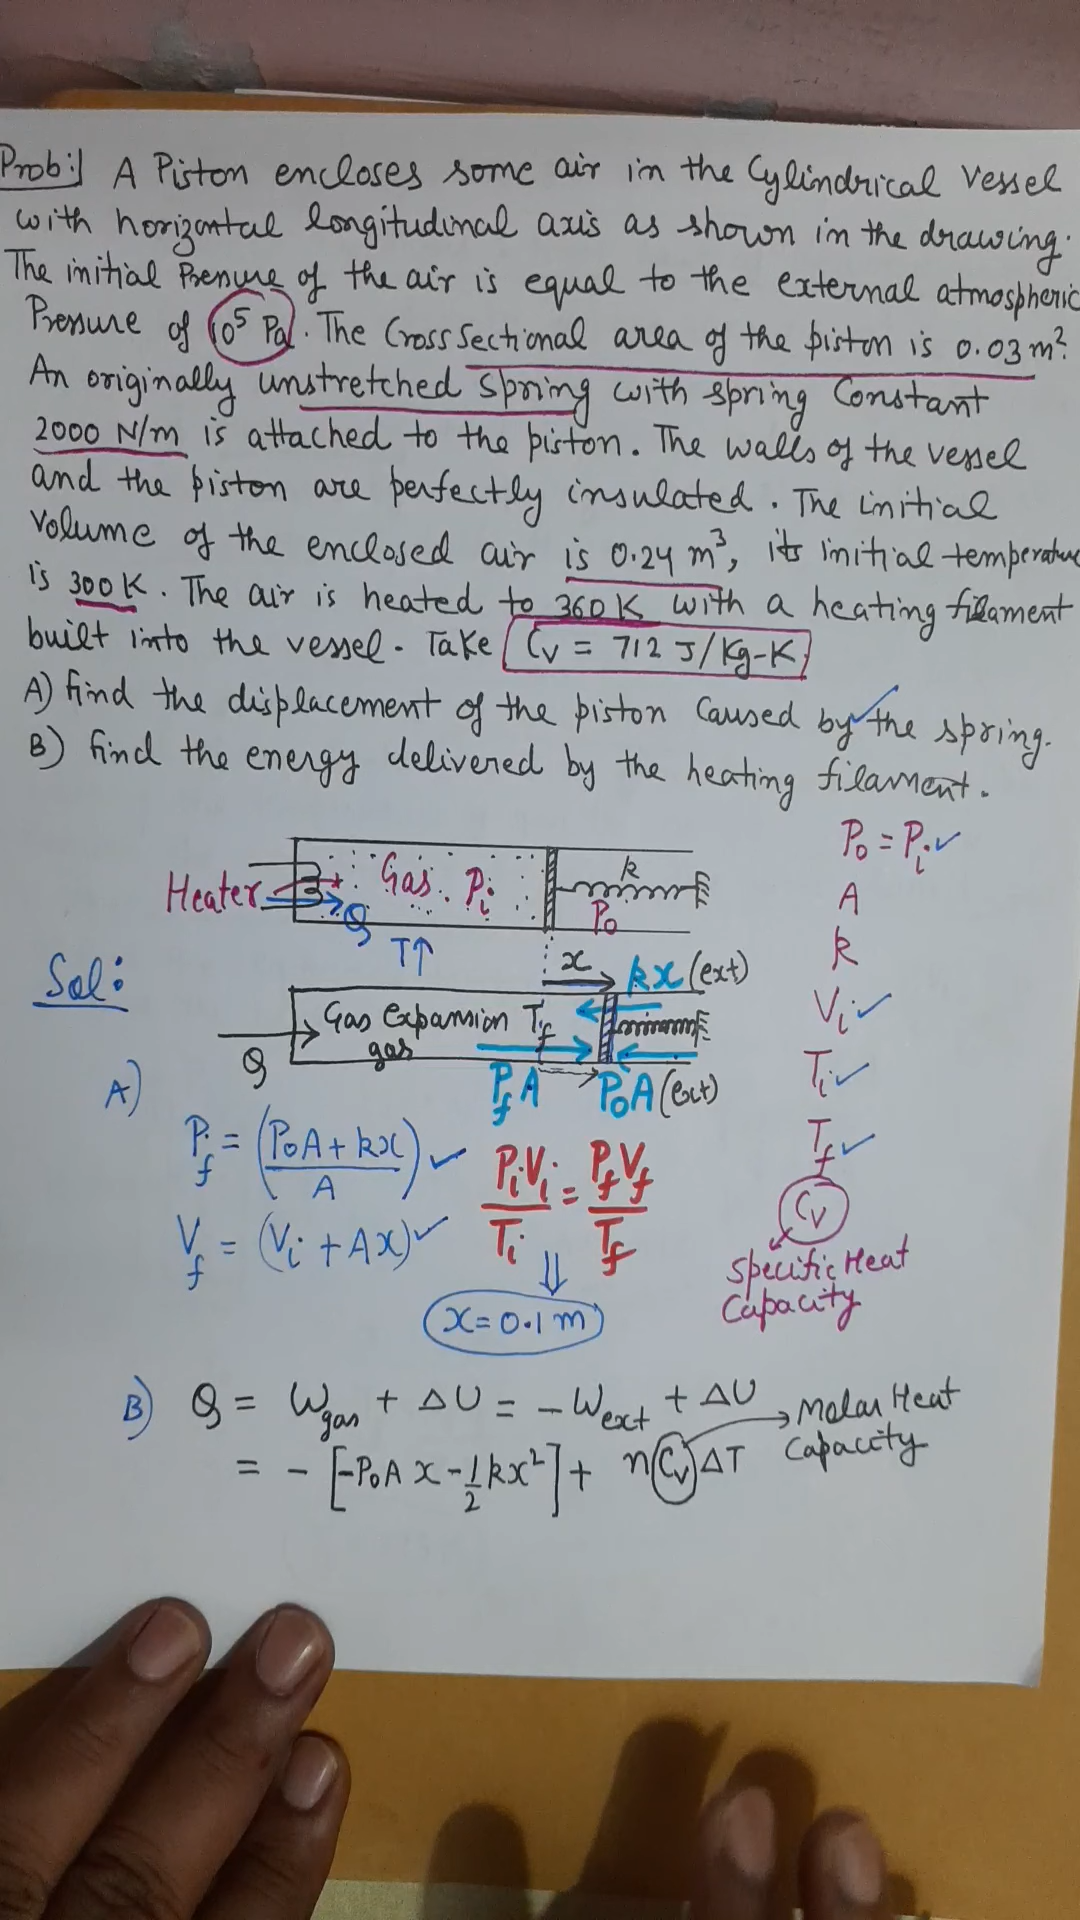 Prob:] A Piston encloses some air in the Cylindrical vessel
with horizontal longitudinal axis as shown in the drawing.
The initial Pressure of the air is equal to the external atmospheric
Pressure of 10⁵ Pa. The Cross Sectional area of the piston is 0.03 m².
An originally unstretched spring with spring Constant
2000 N/m is attached to the piston. The walls of the vessel
and the piston are perfectly insulated. The initial
volume of the enclosed air is 0.24 m³, its initial temperature
is 300 K. The air is heated to 360 K with a heating filament
built into the vessel. Take Cv = 712 J/Kg-K
A) find the displacement of the piston Caused by the spring.
B) find the energy delivered by the heating filament.
P₀ = Pi ✓
Heater Gas Pi k
Q P₀ A
T↑ k
Sol: x kx (ext)
Gas Expansion Tf Vi ✓
gas
Q PfA P₀A (ext) Ti ✓
A)
Pf = (P₀A + kx / A) ✓ PiVi / Ti = PfVf / Tf Tf ✓
Vf = (Vi + Ax) ✓ Cv
⇓ Specific Heat
Capacity
x = 0.1 m
B) Q = Wgas + ΔU = - Wext + ΔU → Molar Heat
Capacity
= - [-P₀A x - 1/2 kx²] + n Cv ΔT